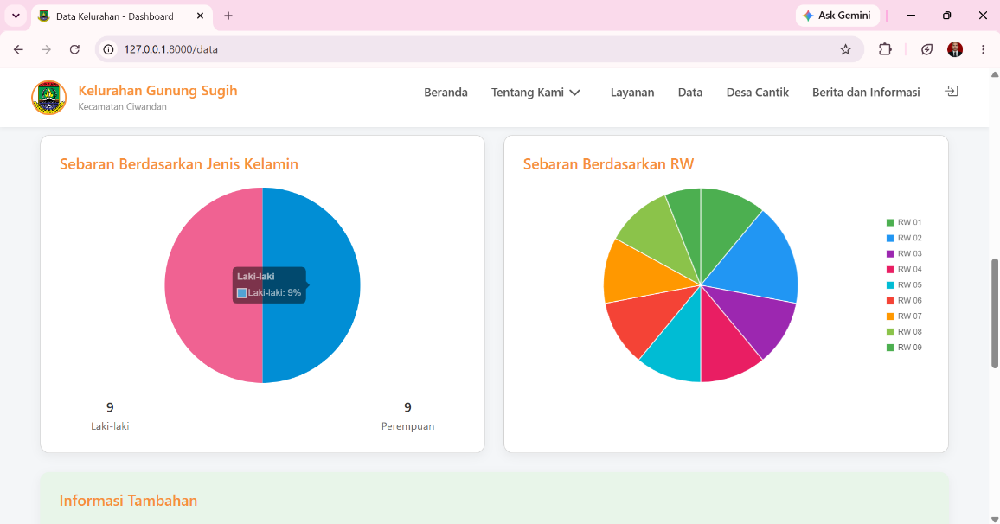 Data Kelurahan - Dashboard
Ask Gemini
127.0.0.1:8000/data
Kelurahan Gunung Sugih
Kecamatan Ciwandan
Beranda
Tentang Kami
Layanan
Data
Desa Cantik
Berita dan Informasi
Sebaran Berdasarkan Jenis Kelamin
Laki-laki
Laki-laki: 9%
9
Laki-laki
9
Perempuan
Sebaran Berdasarkan RW
RW 01
RW 02
RW 03
RW 04
RW 05
RW 06
RW 07
RW 08
RW 09
Informasi Tambahan